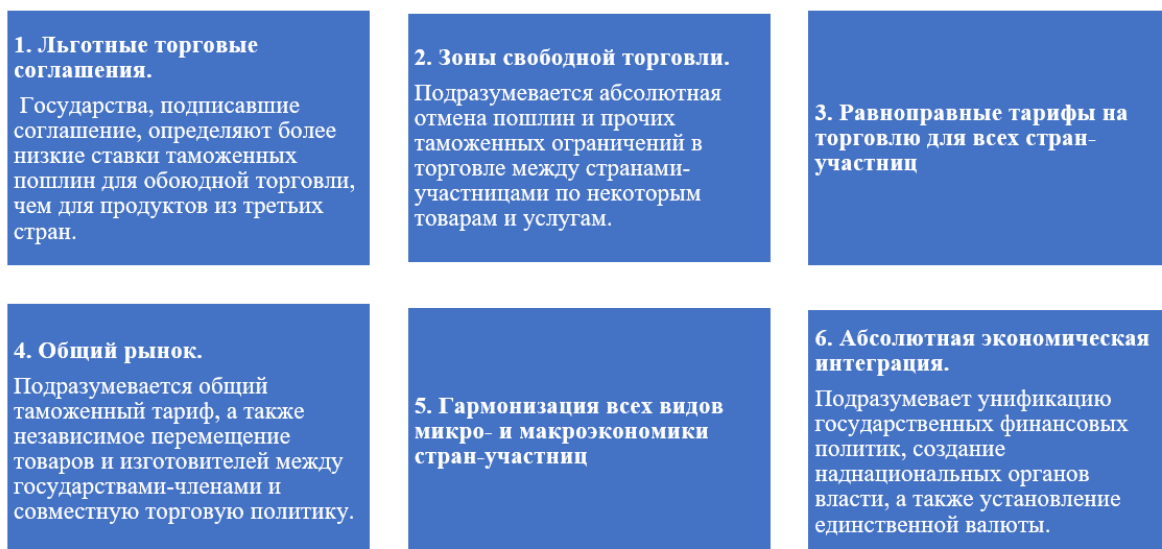 1. Льготные торговые
соглашения.
Государства, подписавшие
соглашение, определяют более
низкие ставки таможенных
пошлин для обоюдной торговли,
чем для продуктов из третьих
стран.
2. Зоны свободной торговли.
Подразумевается абсолютная
отмена пошлин и прочих
таможенных ограничений в
торговле между странами-
участницами по некоторым
товарам и услугам.
3. Равноправные тарифы на
торговлю для всех стран-
участниц
4. Общий рынок.
Подразумевается общий
таможенный тариф, а также
независимое перемещение
товаров и изготовителей между
государствами-членами и
совместную торговую политику.
5. Гармонизация всех видов
микро- и макроэкономики
стран-участниц
6. Абсолютная экономическая
интеграция.
Подразумевает унификацию
государственных финансовых
политик, создание
наднациональных органов
власти, а также установление
единственной валюты.